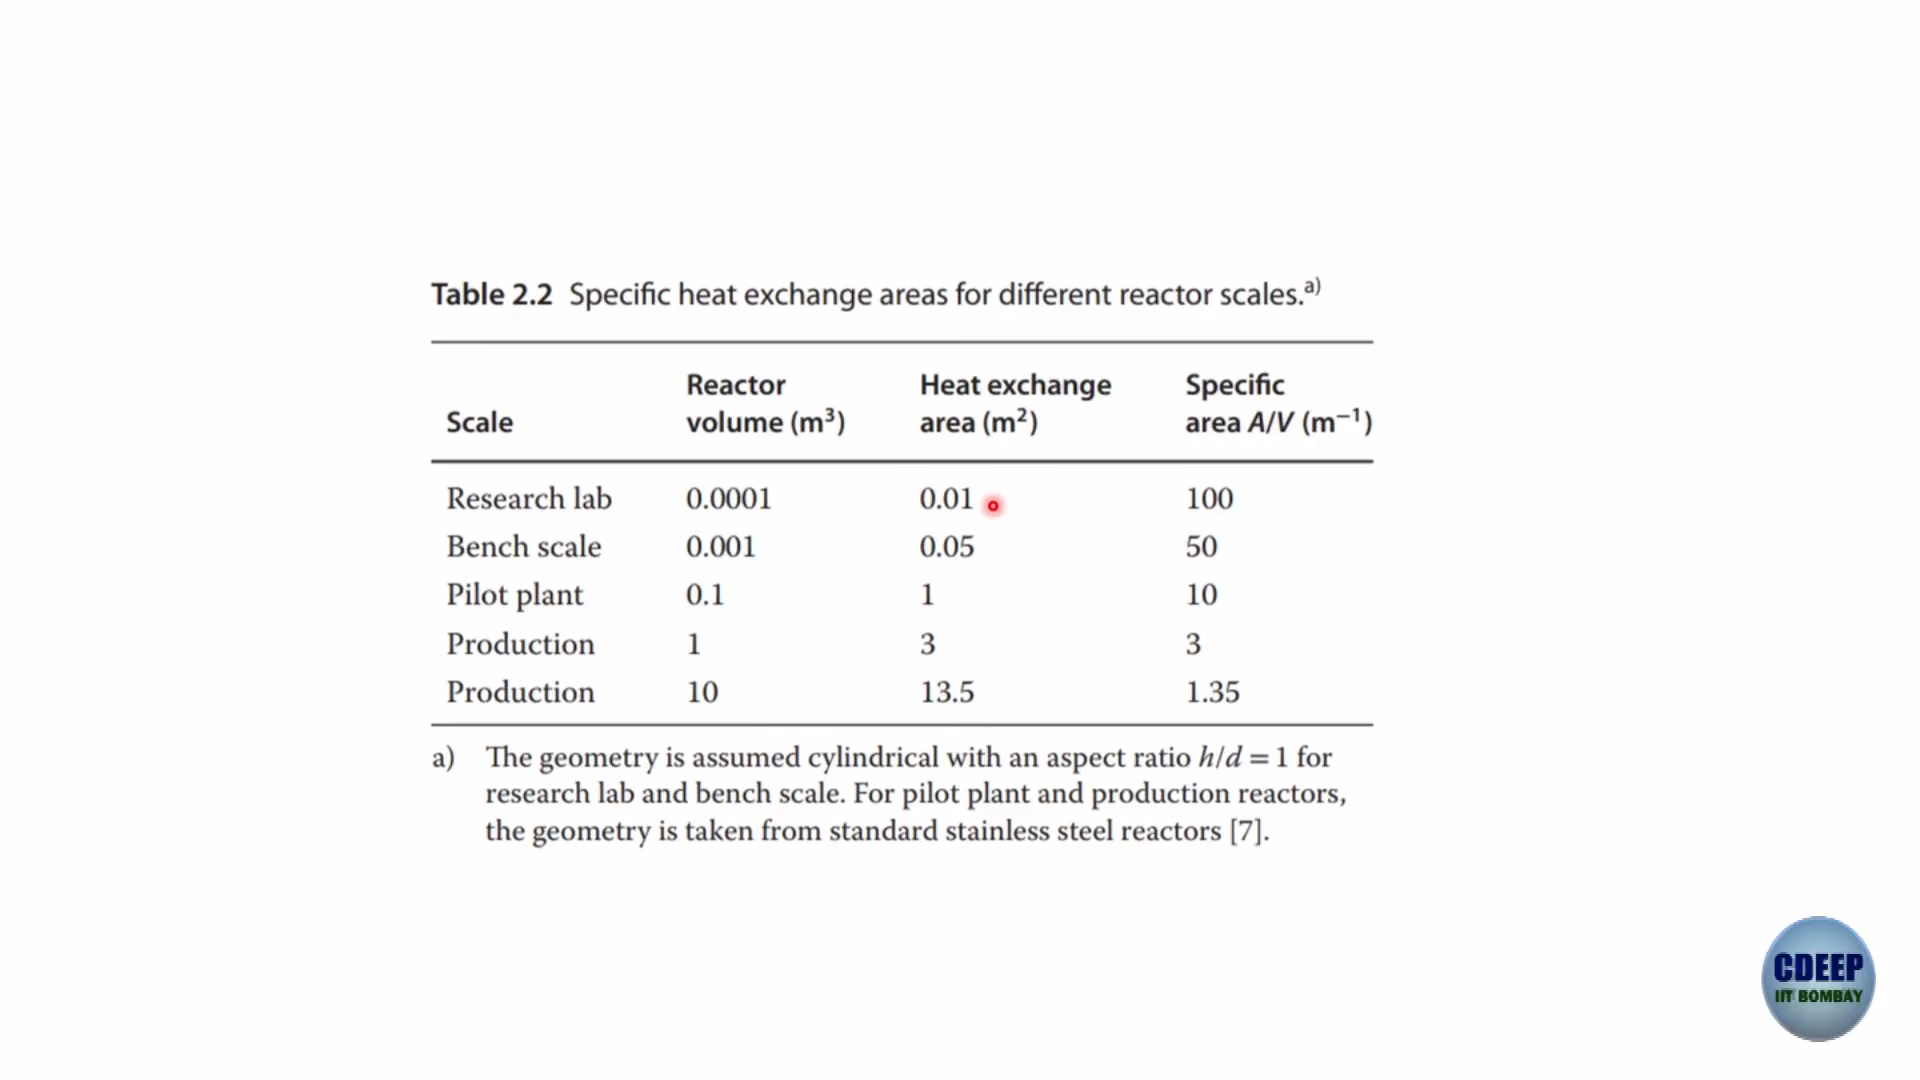 Table 2.2 Specific heat exchange areas for different reactor scales.a)
Scale Reactor volume (m³) Heat exchange area (m²) Specific area A/V (m⁻¹)
Research lab 0.0001 0.01 100
Bench scale 0.001 0.05 50
Pilot plant 0.1 1 10
Production 1 3 3
Production 10 13.5 1.35
a) The geometry is assumed cylindrical with an aspect ratio h/d = 1 for
research lab and bench scale. For pilot plant and production reactors,
the geometry is taken from standard stainless steel reactors [7].
CDEEP
IIT BOMBAY